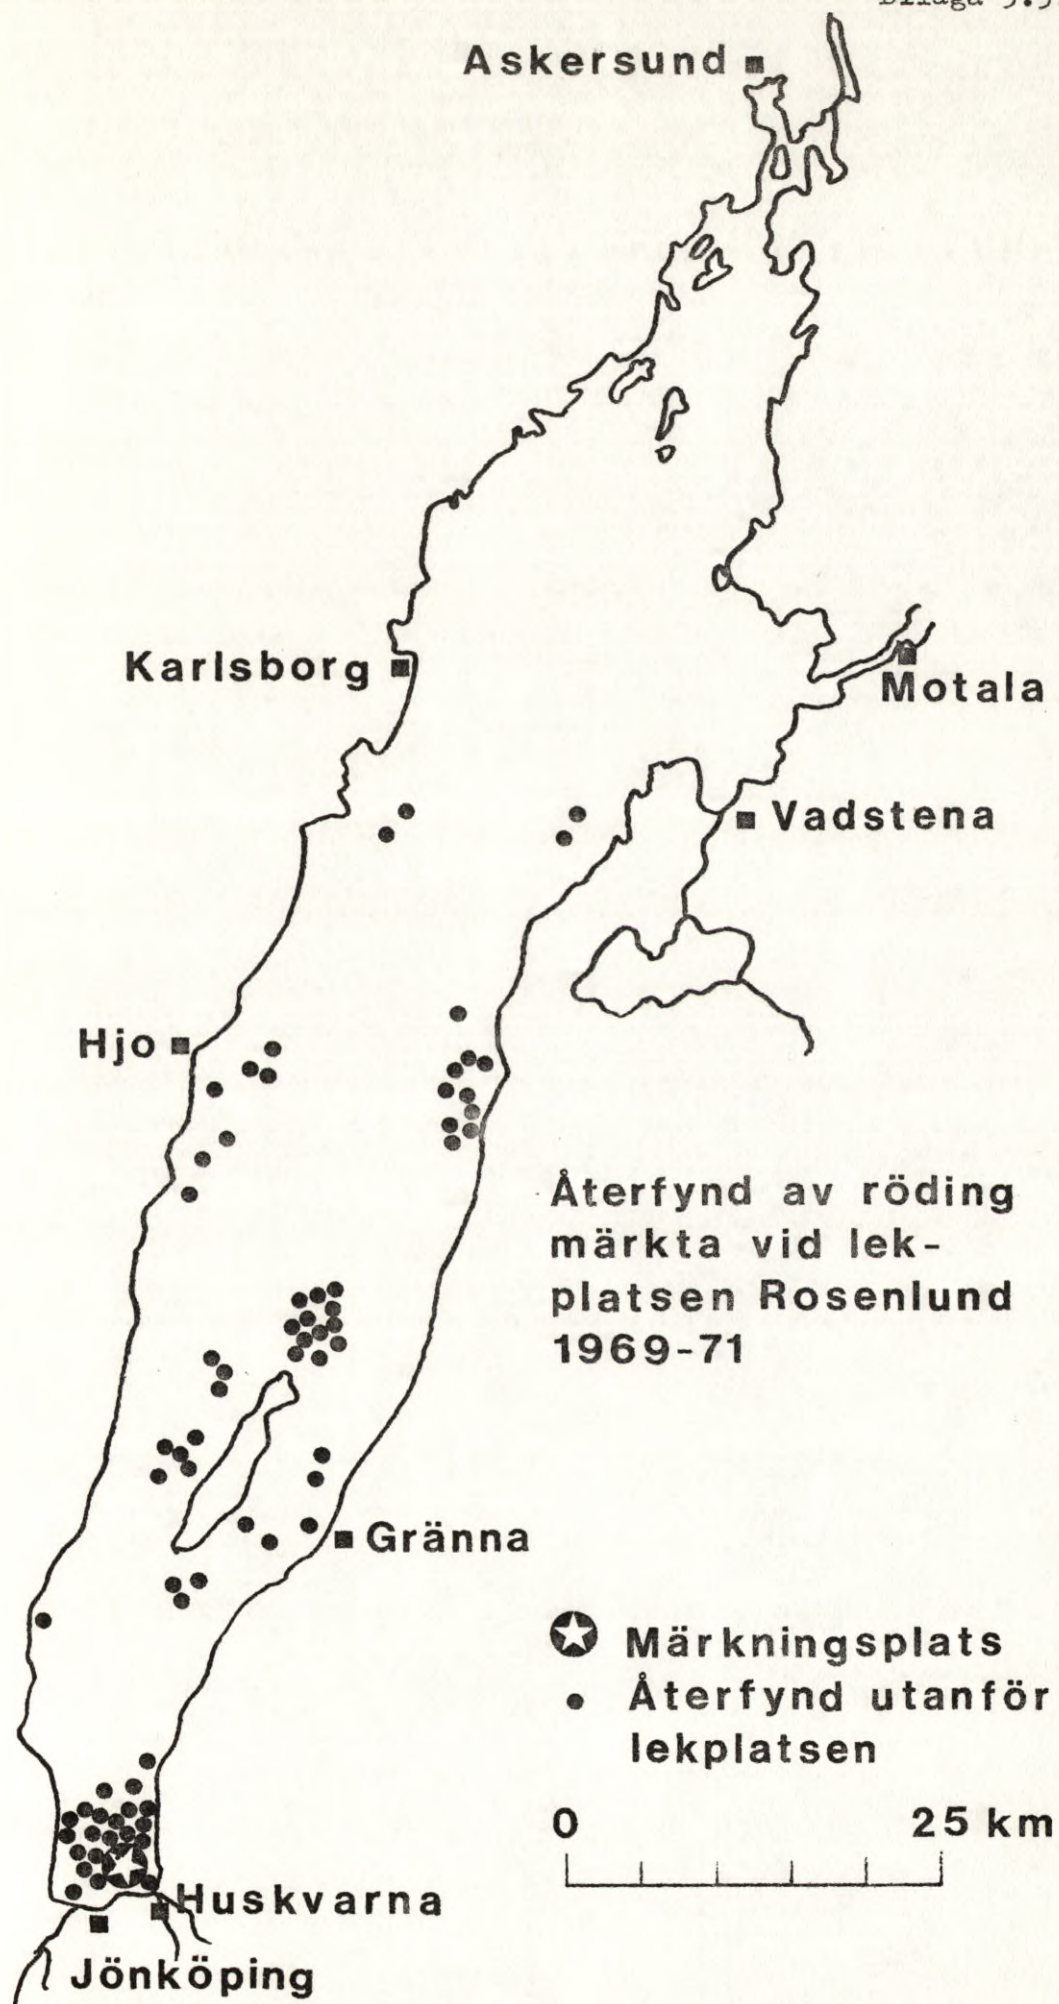 Askersund
Karlsborg
Motala
Vadstena
Hjo
Återfynd av röding
märkta vid lek-
platsen Rosenlund
1969-71
Gränna
Märkningsplats
Återfynd utanför
lekplatsen
0 25 km
Huskvarna
Jönköping